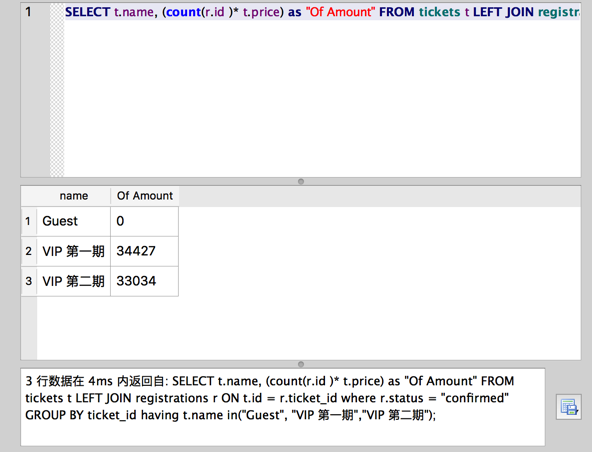 1 SELECT t.name, (count(r.id )* t.price) as "Of Amount" FROM tickets t LEFT JOIN registr
name Of Amount
1 Guest 0
2 VIP 第一期 34427
3 VIP 第二期 33034
3 行数据在 4ms 内返回自: SELECT t.name, (count(r.id )* t.price) as "Of Amount" FROM
tickets t LEFT JOIN registrations r ON t.id = r.ticket_id where r.status = "confirmed"
GROUP BY ticket_id having t.name in("Guest", "VIP 第一期","VIP 第二期");